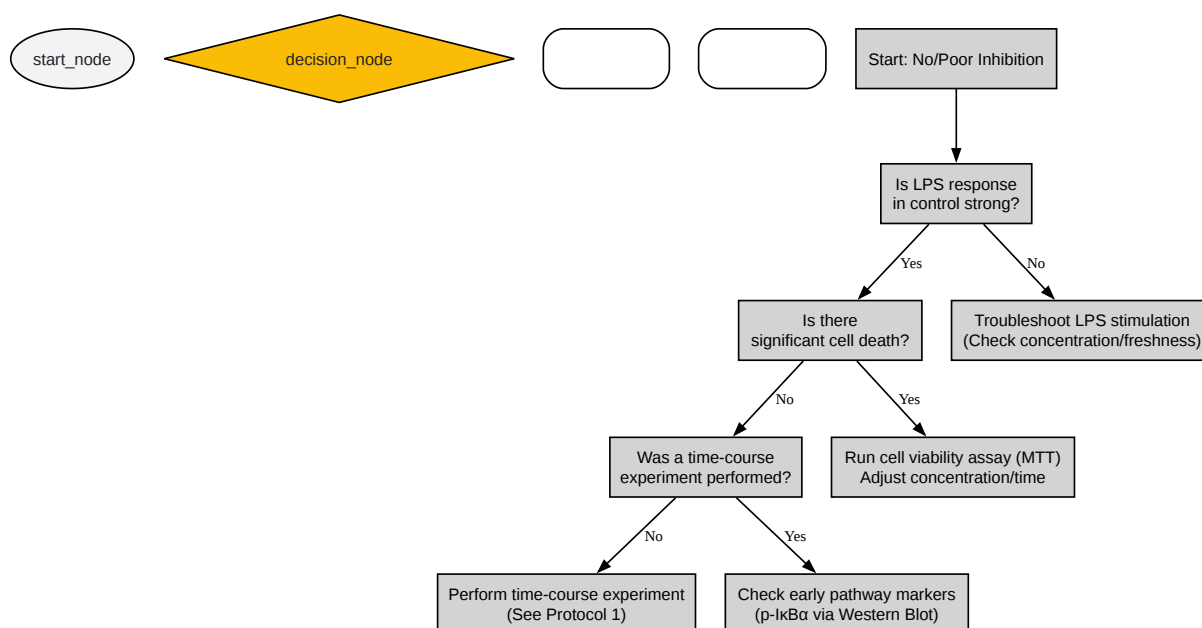 start_node
decision_node
Start: No/Poor Inhibition
Is LPS response
in control strong?
Yes
No
Is there
significant cell death?
Troubleshoot LPS stimulation
(Check concentration/freshness)
No
Yes
Was a time-course
experiment performed?
Run cell viability assay (MTT)
Adjust concentration/time
No
Yes
Perform time-course experiment
(See Protocol 1)
Check early pathway markers
(p-IκBα via Western Blot)